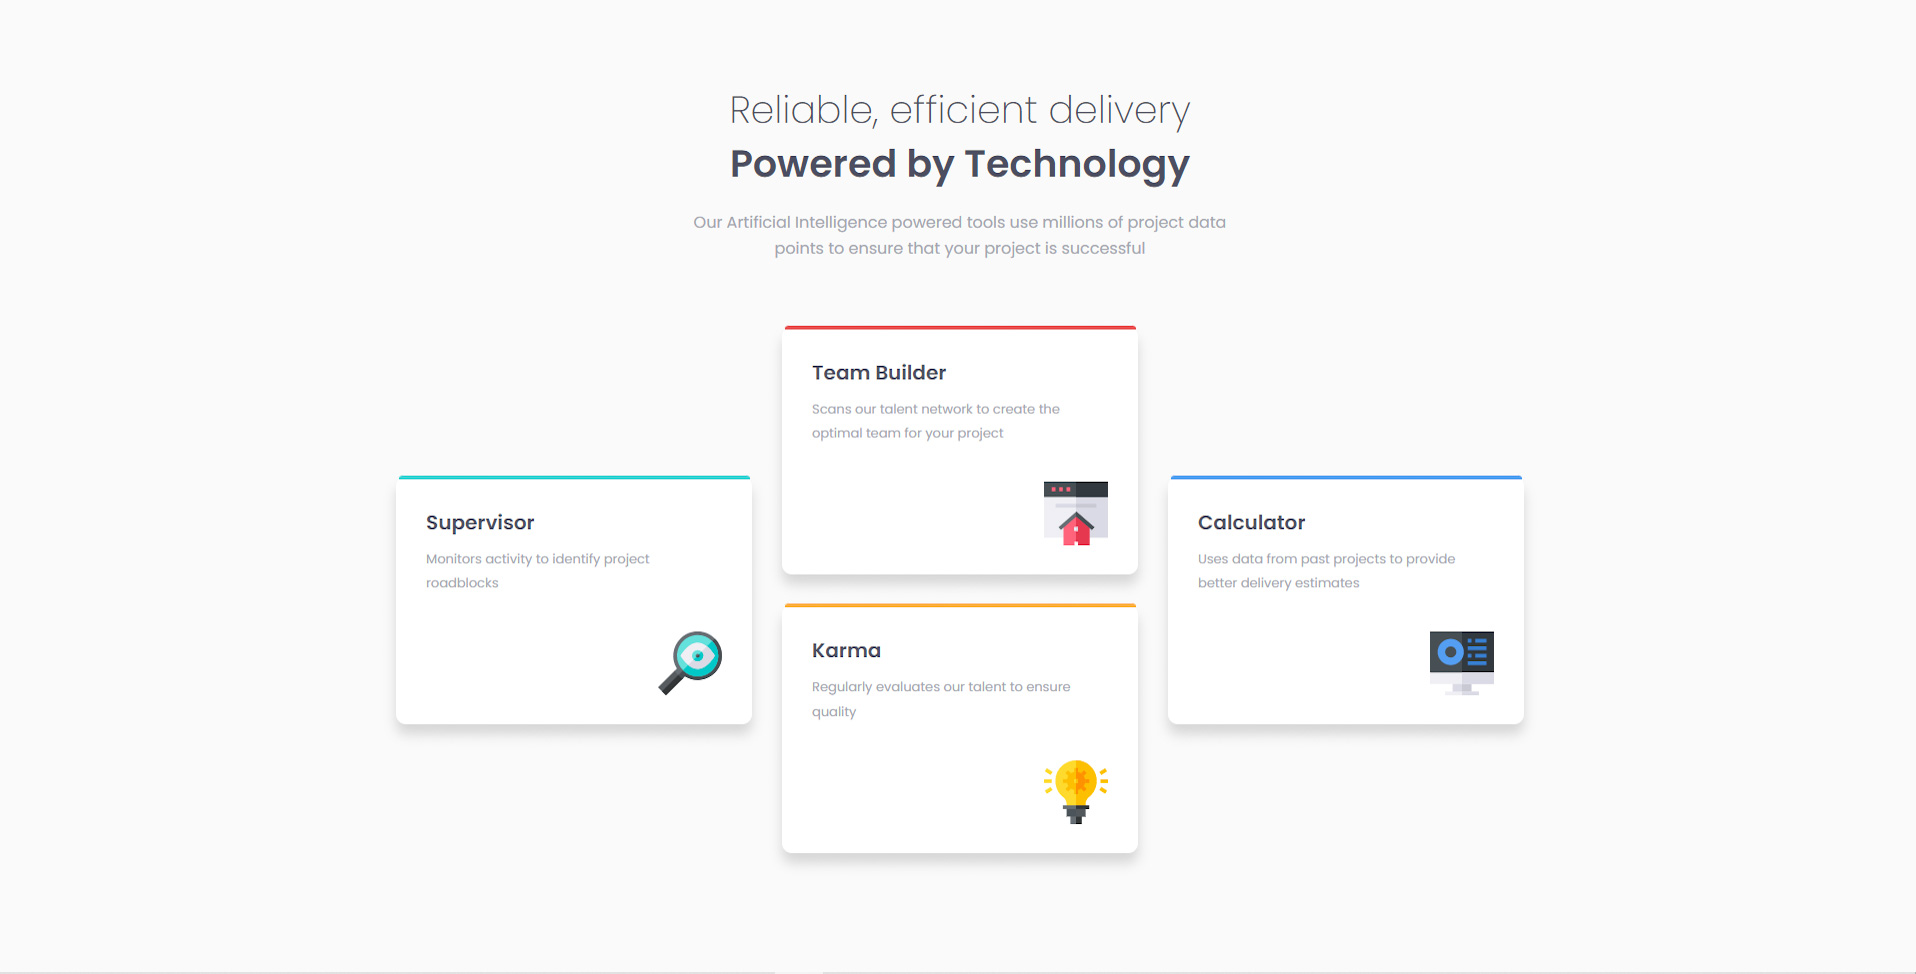 Reliable, efficient delivery
Powered by Technology
Our Artificial Intelligence powered tools use millions of project data
points to ensure that your project is successful
Team Builder
Scans our talent network to create the
optimal team for your project
Supervisor
Monitors activity to identify project
roadblocks
Calculator
Uses data from past projects to provide
better delivery estimates
Karma
Regularly evaluates our talent to ensure
quality